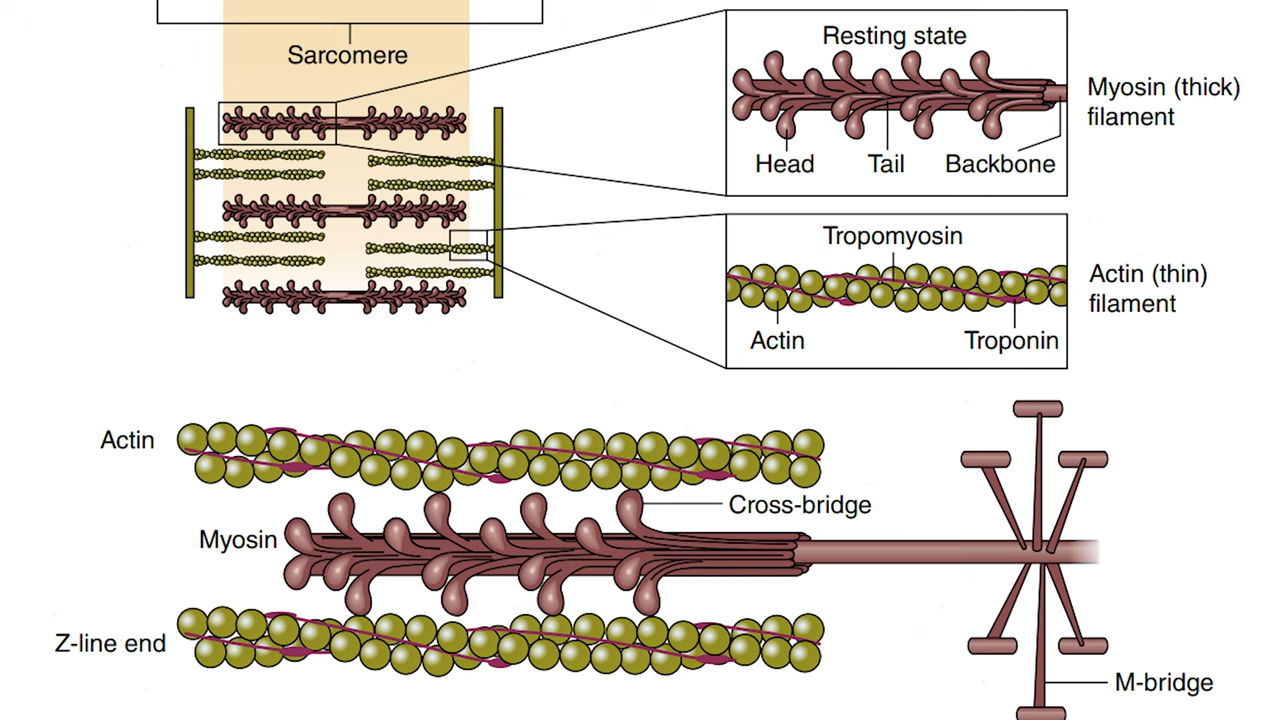 Sarcomere
Resting state
Myosin (thick)
filament
Head
Tail
Backbone
Tropomyosin
Actin (thin)
filament
Actin
Troponin
Actin
Cross-bridge
Myosin
Z-line end
M-bridge